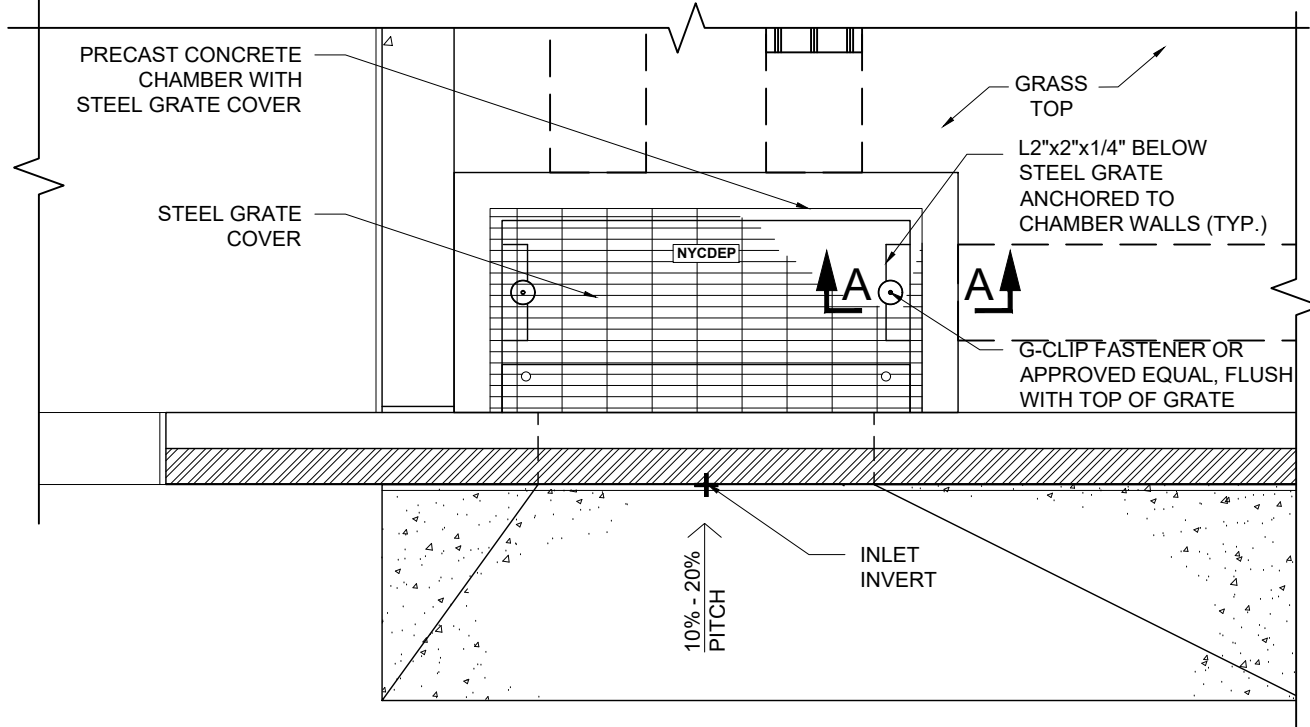 PRECAST CONCRETE
CHAMBER WITH
STEEL GRATE COVER
GRASS
TOP
L2"x2"x1/4" BELOW
STEEL GRATE
ANCHORED TO
CHAMBER WALLS (TYP.)
STEEL GRATE
COVER
NYCDEP
A
A
G-CLIP FASTENER OR
APPROVED EQUAL, FLUSH
WITH TOP OF GRATE
INLET
INVERT
10% - 20%
PITCH